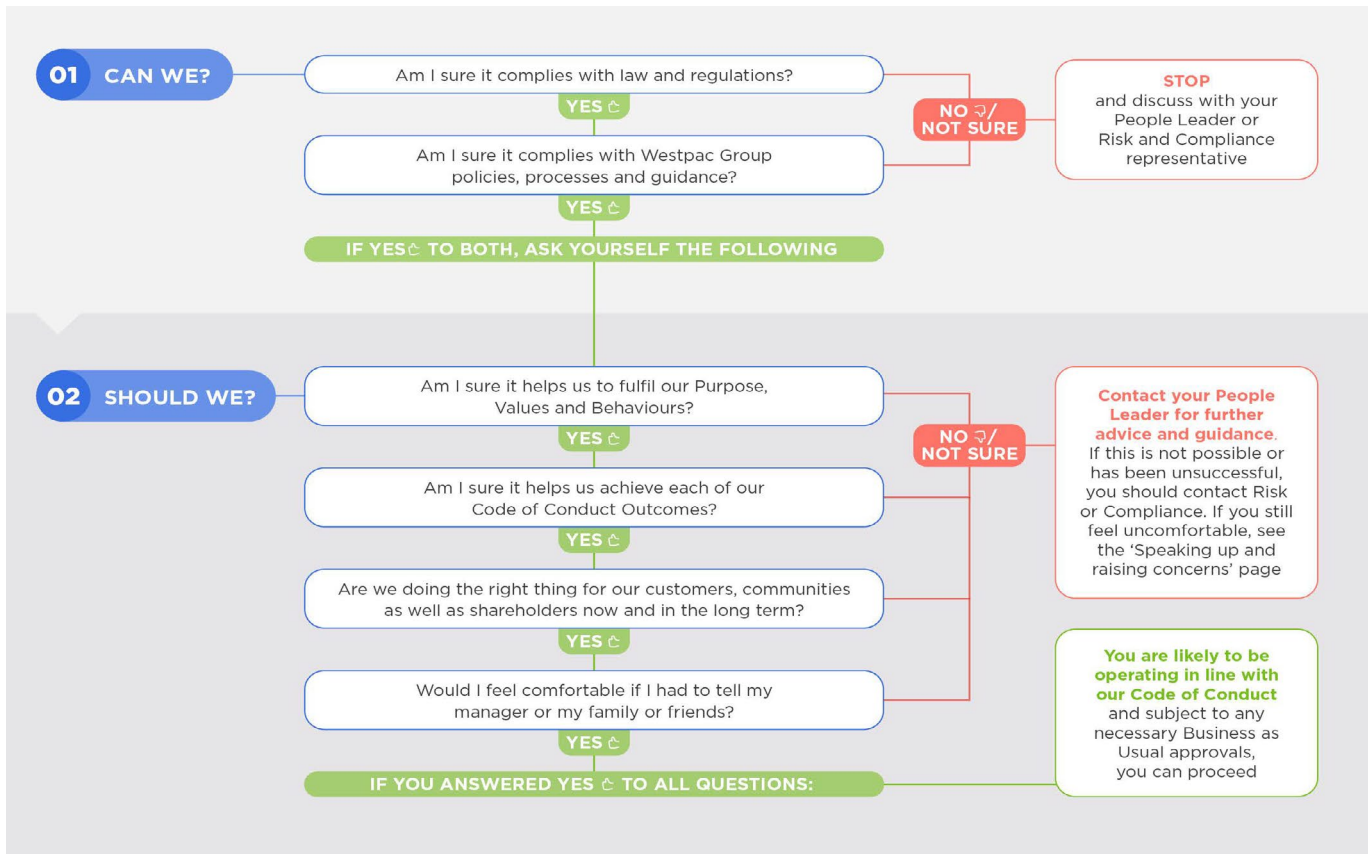 01 CAN WE?
Am I sure it complies with law and regulations?
YES
Am I sure it complies with Westpac Group
policies, processes and guidance?
YES
NO /
NOT SURE
STOP
and discuss with your
People Leader or
Risk and Compliance
representative
IF YES TO BOTH, ASK YOURSELF THE FOLLOWING
02 SHOULD WE?
Am I sure it helps us to fulfil our Purpose,
Values and Behaviours?
YES
Am I sure it helps us achieve each of our
Code of Conduct Outcomes?
YES
Are we doing the right thing for our customers, communities
as well as shareholders now and in the long term?
YES
Would I feel comfortable if I had to tell my
manager or my family or friends?
YES
NO /
NOT SURE
Contact your People
Leader for further
advice and guidance.
If this is not possible or
has been unsuccessful,
you should contact Risk
or Compliance. If you still
feel uncomfortable, see
the ‘Speaking up and
raising concerns’ page
IF YOU ANSWERED YES TO ALL QUESTIONS:
You are likely to be
operating in line with
our Code of Conduct
and subject to any
necessary Business as
Usual approvals,
you can proceed